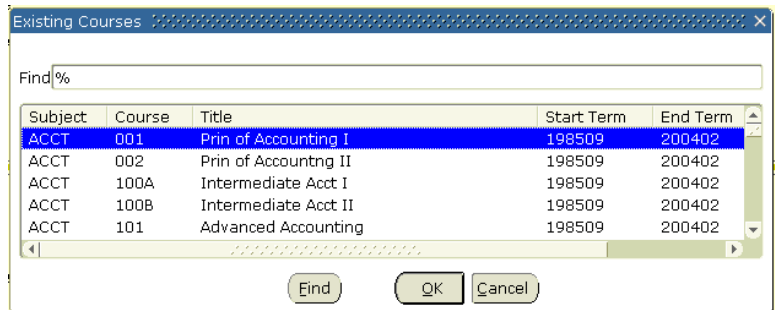 Existing Courses
Find %
Subject Course Title Start Term End Term
ACCT 001 Prin of Accounting I 198509 200402
ACCT 002 Prin of Accountng II 198509 200402
ACCT 100A Intermediate Acct I 198509 200402
ACCT 100B Intermediate Acct II 198509 200402
ACCT 101 Advanced Accounting 198509 200402
Find OK Cancel